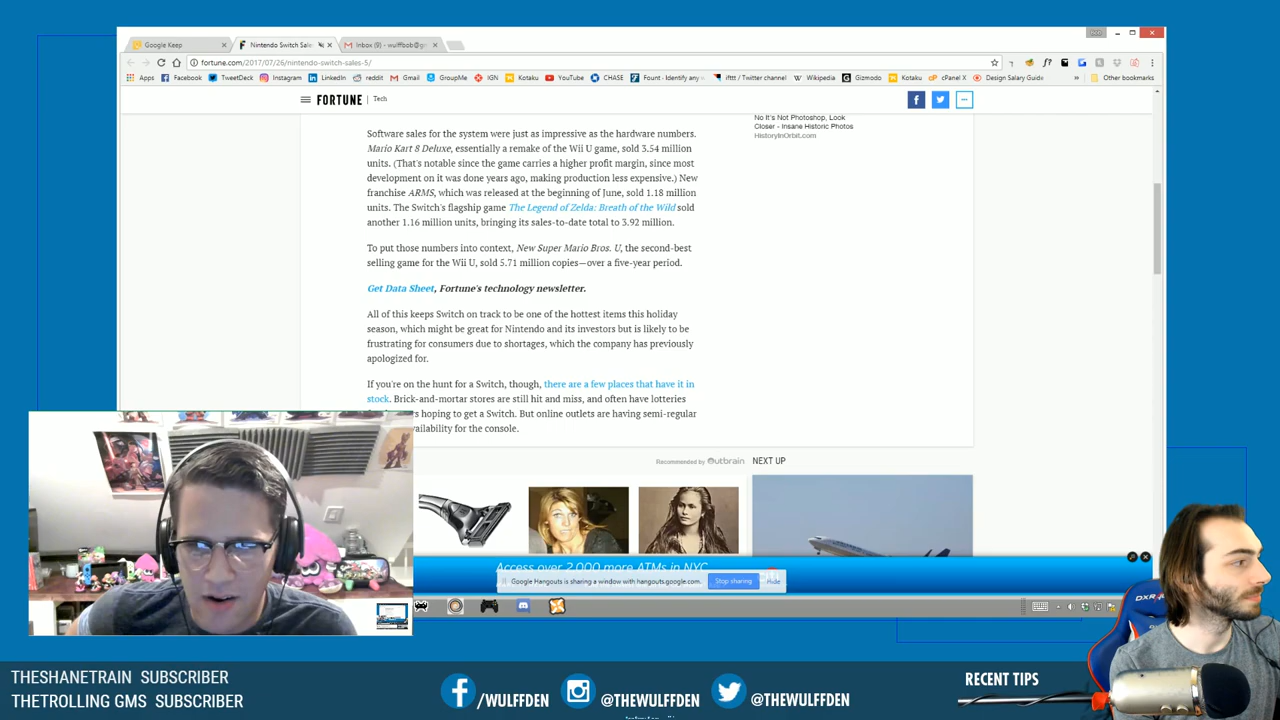 Google Keep
Nintendo Switch Sale
fortune.com/2017/07/26/nintendo-switch-sales-5/
Apps Facebook TweetDeck Instagram LinkedIn reddit Gmail GroupMe IGN Kotaku YouTube CHASE Fount - Identify any ifttt / Twitter channel Wikipedia Gizmodo Kotaku cPanel X Design Salary Guide Other bookmarks
FORTUNE | Tech
No It's Not Photoshop, Look
Closer - Insane Historic Photos
HistoryInOrbit.com
Software sales for the system were just as impressive as the hardware numbers.
Mario Kart 8 Deluxe, essentially a remake of the Wii U game, sold 3.54 million
units. (That's notable since the game carries a higher profit margin, since most
development on it was done years ago, making production less expensive.) New
franchise ARMS, which was released at the beginning of June, sold 1.18 million
units. The Switch's flagship game The Legend of Zelda: Breath of the Wild sold
another 1.16 million units, bringing its sales-to-date total to 3.92 million.
To put those numbers into context, New Super Mario Bros. U, the second-best
selling game for the Wii U, sold 5.71 million copies—over a five-year period.
Get Data Sheet, Fortune's technology newsletter.
All of this keeps Switch on track to be one of the hottest items this holiday
season, which might be great for Nintendo and its investors but is likely to be
frustrating for consumers due to shortages, which the company has previously
apologized for.
If you're on the hunt for a Switch, though, there are a few places that have it in
stock. Brick-and-mortar stores are still hit and miss, and often have lotteries
hoping to get a Switch. But online outlets are having semi-regular
for the console.
Recommended by Outbrain
NEXT UP
Access over 2,000 more ATMs in NYC
Google Hangouts is sharing a window with hangouts.google.com. Stop sharing Hide
DXR
THESHANETRAIN SUBSCRIBER
THETROLLING GMS SUBSCRIBER
/WULFFDEN @THEWULFFDEN @THEWULFFDEN
RECENT TIPS